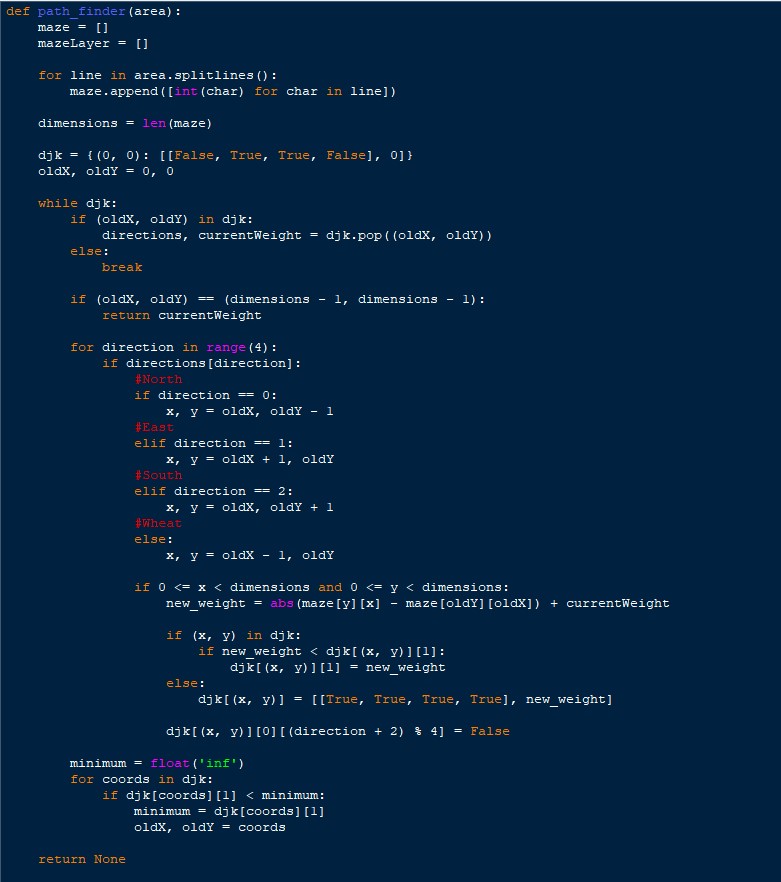 def path_finder(area):
    maze = []
    mazeLayer = []

    for line in area.splitlines():
        maze.append([int(char) for char in line])

    dimensions = len(maze)

    djk = {(0, 0): [[False, True, True, False], 0]}
    oldX, oldY = 0, 0

    while djk:
        if (oldX, oldY) in djk:
            directions, currentWeight = djk.pop((oldX, oldY))
        else:
            break

        if (oldX, oldY) == (dimensions - 1, dimensions - 1):
            return currentWeight

        for direction in range(4):
            if directions[direction]:
                #North
                if direction == 0:
                    x, y = oldX, oldY - 1
                #East
                elif direction == 1:
                    x, y = oldX + 1, oldY
                #South
                elif direction == 2:
                    x, y = oldX, oldY + 1
                #Wheat
                else:
                    x, y = oldX - 1, oldY

                if 0 <= x < dimensions and 0 <= y < dimensions:
                    new_weight = abs(maze[y][x] - maze[oldY][oldX]) + currentWeight

                    if (x, y) in djk:
                        if new_weight < djk[(x, y)][1]:
                            djk[(x, y)][1] = new_weight
                    else:
                        djk[(x, y)] = [[True, True, True, True], new_weight]

                    djk[(x, y)][0][(direction + 2) % 4] = False

        minimum = float('inf')
        for coords in djk:
            if djk[coords][1] < minimum:
                minimum = djk[coords][1]
                oldX, oldY = coords

    return None